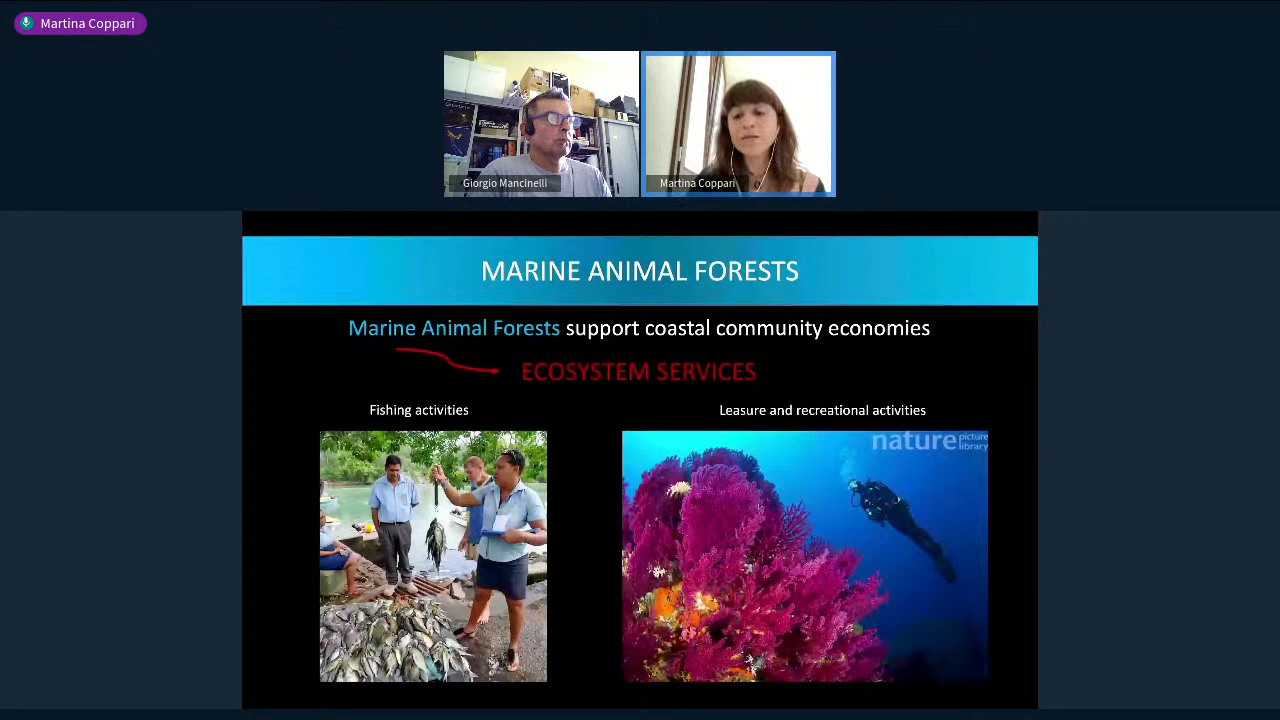 Martina Coppari
Giorgio Mancinelli
Martina Coppari
MARINE ANIMAL FORESTS
Marine Animal Forests support coastal community economies
ECOSYSTEM SERVICES
Fishing activities
Leasure and recreational activities
nature picture
library